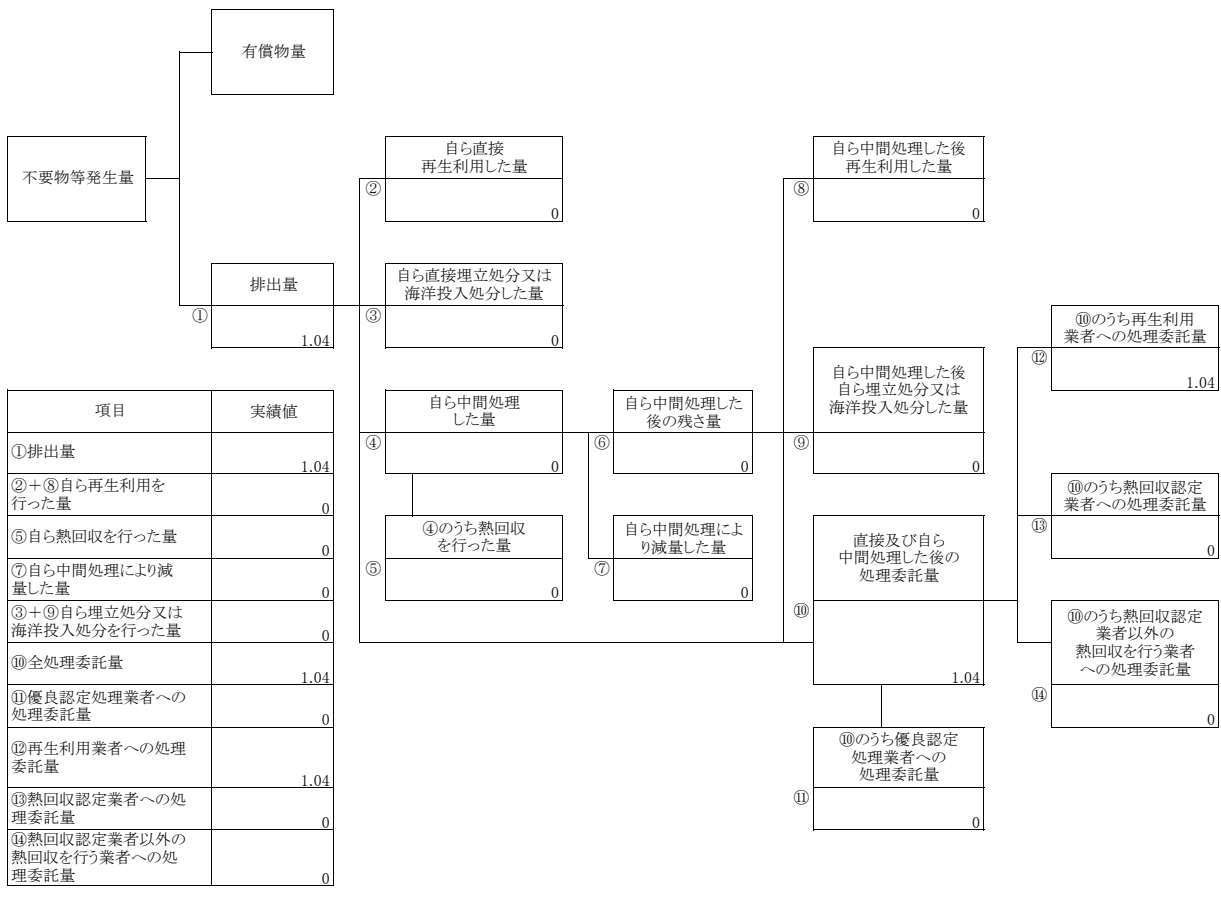 有償物量
不要物等発生量
自ら直接
再生利用した量
②
0
自ら中間処理した後
再生利用した量
⑧
0
排出量
①
1.04
自ら直接埋立処分又は
海洋投入処分した量
③
0
⑩のうち再生利用
業者への処理委託量
⑫
1.04
自ら中間処理
した量
④
0
自ら中間処理した
後の残さ量
⑥
0
自ら中間処理した後
自ら埋立処分又は
海洋投入処分した量
⑨
0
④のうち熱回収
を行った量
⑤
0
自ら中間処理によ
り減量した量
⑦
0
直接及び自ら
中間処理した後の
処理委託量
⑩
1.04
⑩のうち熱回収認定
業者への処理委託量
⑬
0
⑩のうち熱回収認定
業者以外の
熱回収を行う業者
への処理委託量
⑭
0
⑩のうち優良認定
処理業者への
処理委託量
⑪
0
項目 実績値
①排出量
1.04
②＋⑧自ら再生利用を
行った量
0
⑤自ら熱回収を行った量
0
⑦自ら中間処理により減
量した量
0
③＋⑨自ら埋立処分又は
海洋投入処分を行った量
0
⑩全処理委託量
1.04
⑪優良認定処理業者への
処理委託量
0
⑫再生利用業者への処理
委託量
1.04
⑬熱回収認定業者への処
理委託量
0
⑭熱回収認定業者以外の
熱回収を行う業者への処
理委託量
0